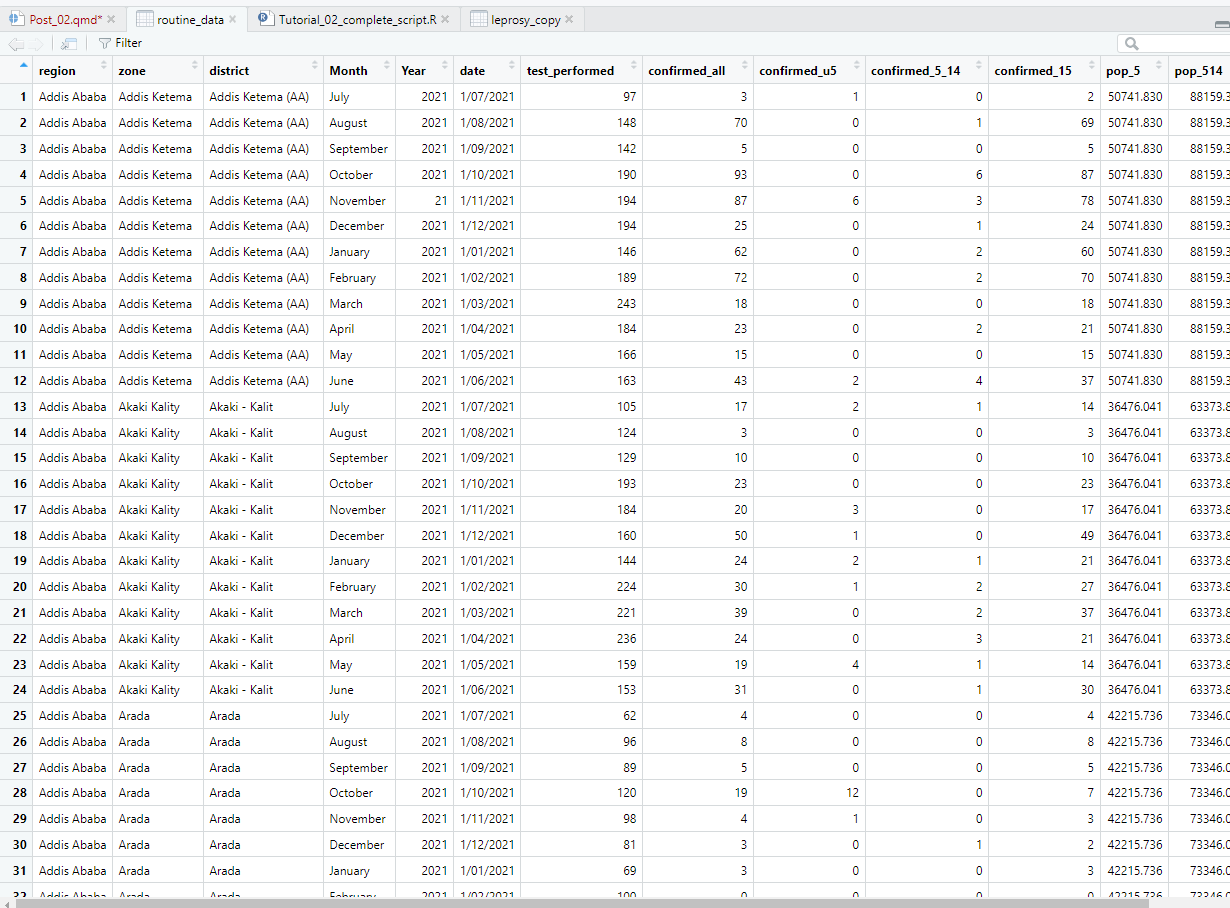 Post_02.qmd* routine_data Tutorial_02_complete_script.R leprosy_copy
Filter
region zone district Month Year date test_performed confirmed_all confirmed_u5 confirmed_5_14 confirmed_15 pop_5 pop_514
1 Addis Ababa Addis Ketema Addis Ketema (AA) July 2021 1/07/2021 97 3 1 0 2 50741.830 88159.3
2 Addis Ababa Addis Ketema Addis Ketema (AA) August 2021 1/08/2021 148 70 0 1 69 50741.830 88159.3
3 Addis Ababa Addis Ketema Addis Ketema (AA) September 2021 1/09/2021 142 5 0 0 5 50741.830 88159.3
4 Addis Ababa Addis Ketema Addis Ketema (AA) October 2021 1/10/2021 190 93 0 6 87 50741.830 88159.3
5 Addis Ababa Addis Ketema Addis Ketema (AA) November 21 1/11/2021 194 87 6 3 78 50741.830 88159.3
6 Addis Ababa Addis Ketema Addis Ketema (AA) December 2021 1/12/2021 194 25 0 1 24 50741.830 88159.3
7 Addis Ababa Addis Ketema Addis Ketema (AA) January 2021 1/01/2021 146 62 0 2 60 50741.830 88159.3
8 Addis Ababa Addis Ketema Addis Ketema (AA) February 2021 1/02/2021 189 72 0 2 70 50741.830 88159.3
9 Addis Ababa Addis Ketema Addis Ketema (AA) March 2021 1/03/2021 243 18 0 0 18 50741.830 88159.3
10 Addis Ababa Addis Ketema Addis Ketema (AA) April 2021 1/04/2021 184 23 0 2 21 50741.830 88159.3
11 Addis Ababa Addis Ketema Addis Ketema (AA) May 2021 1/05/2021 166 15 0 0 15 50741.830 88159.3
12 Addis Ababa Addis Ketema Addis Ketema (AA) June 2021 1/06/2021 163 43 2 4 37 50741.830 88159.3
13 Addis Ababa Akaki Kality Akaki - Kalit July 2021 1/07/2021 105 17 2 1 14 36476.041 63373.8
14 Addis Ababa Akaki Kality Akaki - Kalit August 2021 1/08/2021 124 3 0 0 3 36476.041 63373.8
15 Addis Ababa Akaki Kality Akaki - Kalit September 2021 1/09/2021 129 10 0 0 10 36476.041 63373.8
16 Addis Ababa Akaki Kality Akaki - Kalit October 2021 1/10/2021 193 23 0 0 23 36476.041 63373.8
17 Addis Ababa Akaki Kality Akaki - Kalit November 2021 1/11/2021 184 20 3 0 17 36476.041 63373.8
18 Addis Ababa Akaki Kality Akaki - Kalit December 2021 1/12/2021 160 50 1 0 49 36476.041 63373.8
19 Addis Ababa Akaki Kality Akaki - Kalit January 2021 1/01/2021 144 24 2 1 21 36476.041 63373.8
20 Addis Ababa Akaki Kality Akaki - Kalit February 2021 1/02/2021 224 30 1 2 27 36476.041 63373.8
21 Addis Ababa Akaki Kality Akaki - Kalit March 2021 1/03/2021 221 39 0 2 37 36476.041 63373.8
22 Addis Ababa Akaki Kality Akaki - Kalit April 2021 1/04/2021 236 24 0 3 21 36476.041 63373.8
23 Addis Ababa Akaki Kality Akaki - Kalit May 2021 1/05/2021 159 19 4 1 14 36476.041 63373.8
24 Addis Ababa Akaki Kality Akaki - Kalit June 2021 1/06/2021 153 31 0 1 30 36476.041 63373.8
25 Addis Ababa Arada Arada July 2021 1/07/2021 62 4 0 0 4 42215.736 73346.0
26 Addis Ababa Arada Arada August 2021 1/08/2021 96 8 0 0 8 42215.736 73346.0
27 Addis Ababa Arada Arada September 2021 1/09/2021 89 5 0 0 5 42215.736 73346.0
28 Addis Ababa Arada Arada October 2021 1/10/2021 120 19 12 0 7 42215.736 73346.0
29 Addis Ababa Arada Arada November 2021 1/11/2021 98 4 1 0 3 42215.736 73346.0
30 Addis Ababa Arada Arada December 2021 1/12/2021 81 3 0 1 2 42215.736 73346.0
31 Addis Ababa Arada Arada January 2021 1/01/2021 69 3 0 0 3 42215.736 73346.0
32 Addis Ababa Arada Arada February 2021 1/02/2021 100 0 0 0 0 42215.736 73346.0